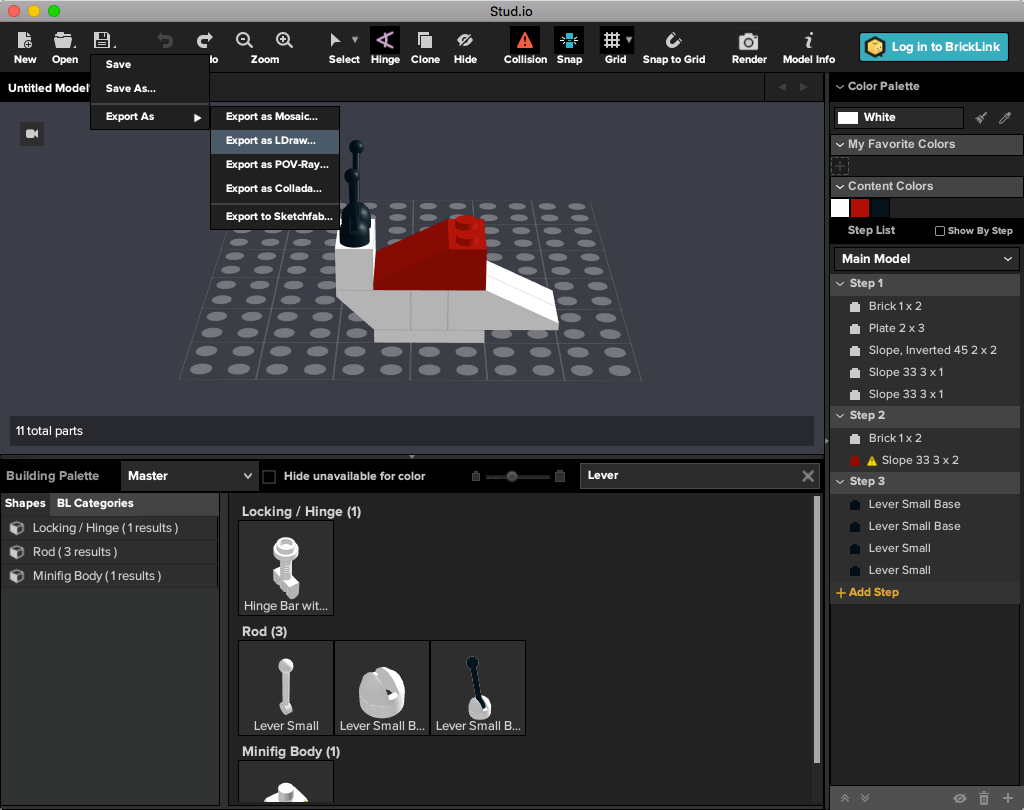 Stud.io
New Open lo Zoom Select Hinge Clone Hide Collision Snap Grid Snap to Grid Render Model Info Log in to BrickLink
Save
Save As...
Export As
Untitled Model
Export as Mosaic...
Export as LDraw...
Export as POV-Ray...
Export as Collada...
Export to Sketchfab...
11 total parts
Color Palette
White
My Favorite Colors
Content Colors
Step List Show By Step
Main Model
Step 1
Brick 1 x 2
Plate 2 x 3
Slope, Inverted 45 2 x 2
Slope 33 3 x 1
Slope 33 3 x 1
Step 2
Brick 1 x 2
Slope 33 3 x 2
Step 3
Lever Small Base
Lever Small Base
Lever Small
Lever Small
+ Add Step
Building Palette Master Hide unavailable for color Lever
Shapes BL Categories
Locking / Hinge ( 1 results )
Rod ( 3 results )
Minifig Body ( 1 results )
Locking / Hinge (1)
Hinge Bar wit...
Rod (3)
Lever Small Lever Small B... Lever Small B...
Minifig Body (1)